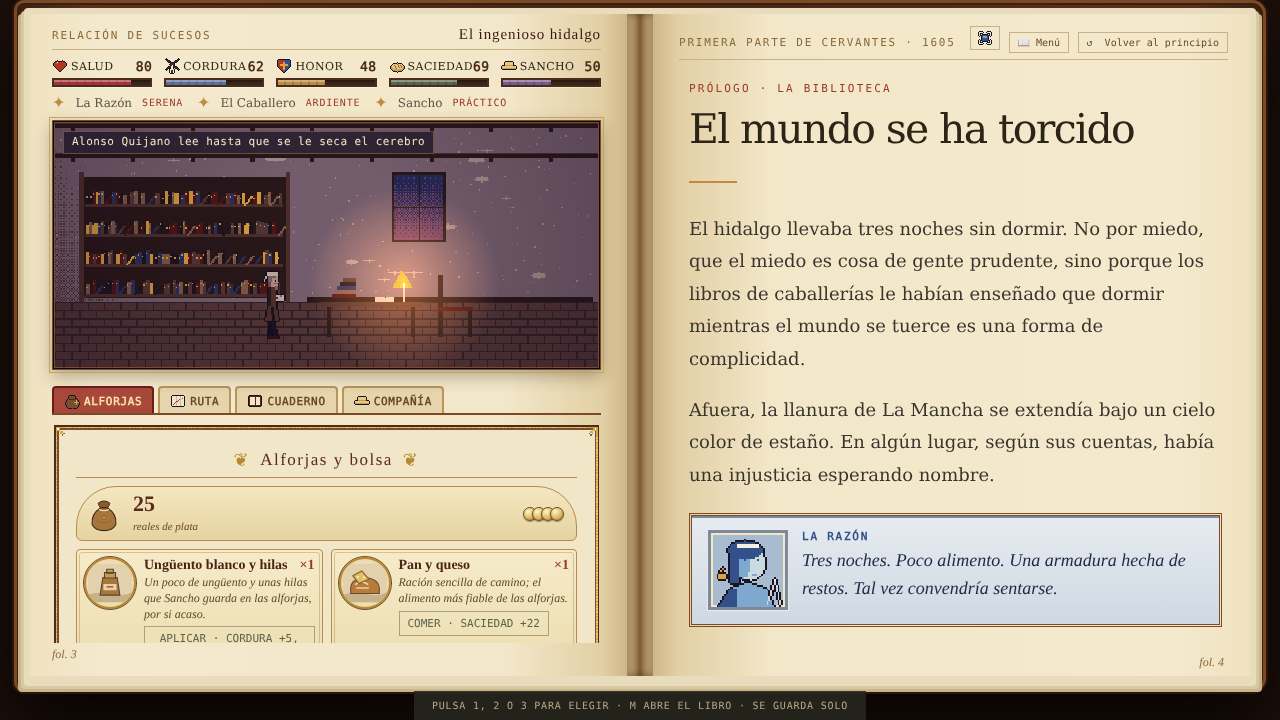 RELACIÓN DE SUCESOS
El ingenioso hidalgo
SALUD 80
CORDURA 62
HONOR 48
SACIEDAD 69
SANCHO 50
La Razón SERENA
El Caballero ARDIENTE
Sancho PRÁCTICO
Alonso Quijano lee hasta que se le seca el cerebro
ALFORJAS
RUTA
CUADERNO
COMPAÑÍA
Alforjas y bolsa
25
reales de plata
Ungüento blanco y hilas ×1
Un poco de ungüento y unas hilas
que Sancho guarda en las alforjas,
por si acaso.
APLICAR · CORDURA +5,
Pan y queso ×1
Ración sencilla de camino; el
alimento más fiable de las alforjas.
COMER · SACIEDAD +22
fol. 3
PRIMERA PARTE DE CERVANTES · 1605
Menú
↺ Volver al principio
PRÓLOGO · LA BIBLIOTECA
El mundo se ha torcido
El hidalgo llevaba tres noches sin dormir. No por miedo,
que el miedo es cosa de gente prudente, sino porque los
libros de caballerías le habían enseñado que dormir
mientras el mundo se tuerce es una forma de
complicidad.
Afuera, la llanura de La Mancha se extendía bajo un cielo
color de estaño. En algún lugar, según sus cuentas, había
una injusticia esperando nombre.
LA RAZÓN
Tres noches. Poco alimento. Una armadura hecha de
restos. Tal vez convendría sentarse.
fol. 4
PULSA 1, 2 O 3 PARA ELEGIR · M ABRE EL LIBRO · SE GUARDA SOLO